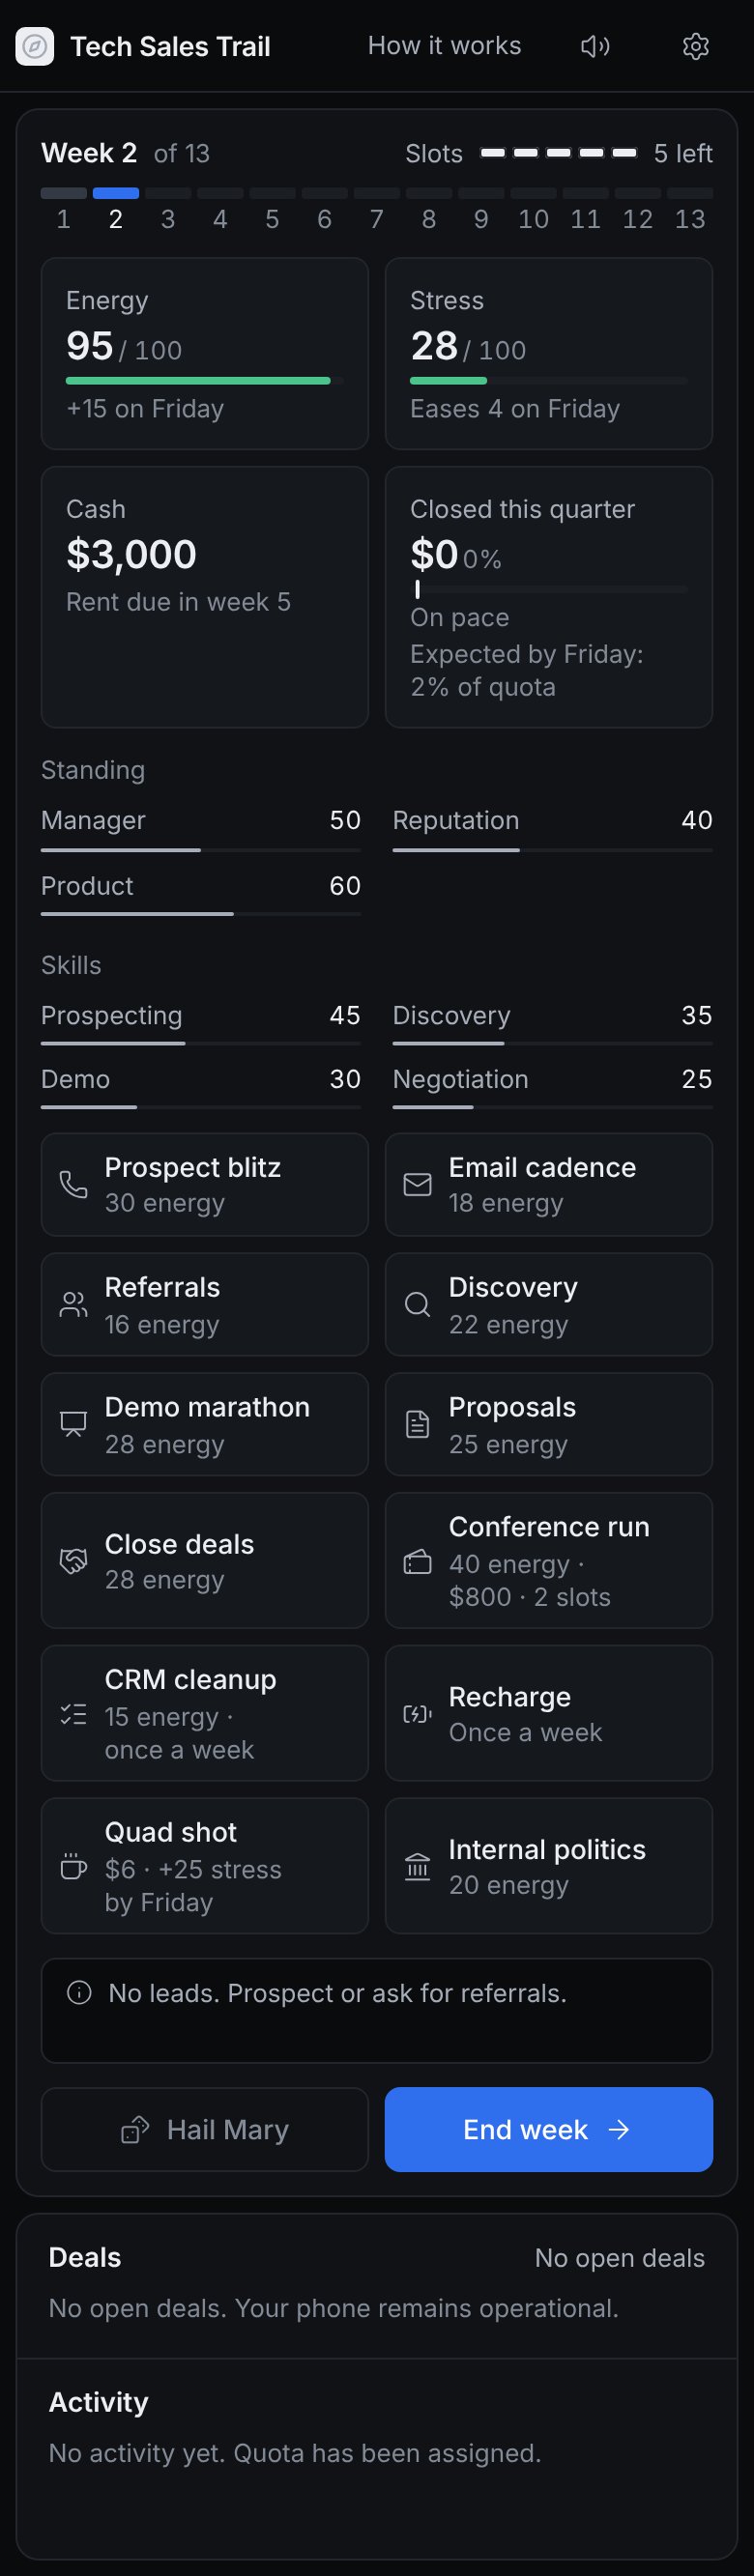 Tech Sales Trail How it works
Week 2 of 13 Slots 5 left
1 2 3 4 5 6 7 8 9 10 11 12 13
Energy
95 / 100
+15 on Friday
Stress
28 / 100
Eases 4 on Friday
Cash
$3,000
Rent due in week 5
Closed this quarter
$0 0%
On pace
Expected by Friday:
2% of quota
Standing
Manager 50
Reputation 40
Product 60
Skills
Prospecting 45
Discovery 35
Demo 30
Negotiation 25
Prospect blitz
30 energy
Email cadence
18 energy
Referrals
16 energy
Discovery
22 energy
Demo marathon
28 energy
Proposals
25 energy
Close deals
28 energy
Conference run
40 energy ·
$800 · 2 slots
CRM cleanup
15 energy ·
once a week
Recharge
Once a week
Quad shot
$6 · +25 stress
by Friday
Internal politics
20 energy
No leads. Prospect or ask for referrals.
Hail Mary
End week
Deals No open deals
No open deals. Your phone remains operational.
Activity
No activity yet. Quota has been assigned.